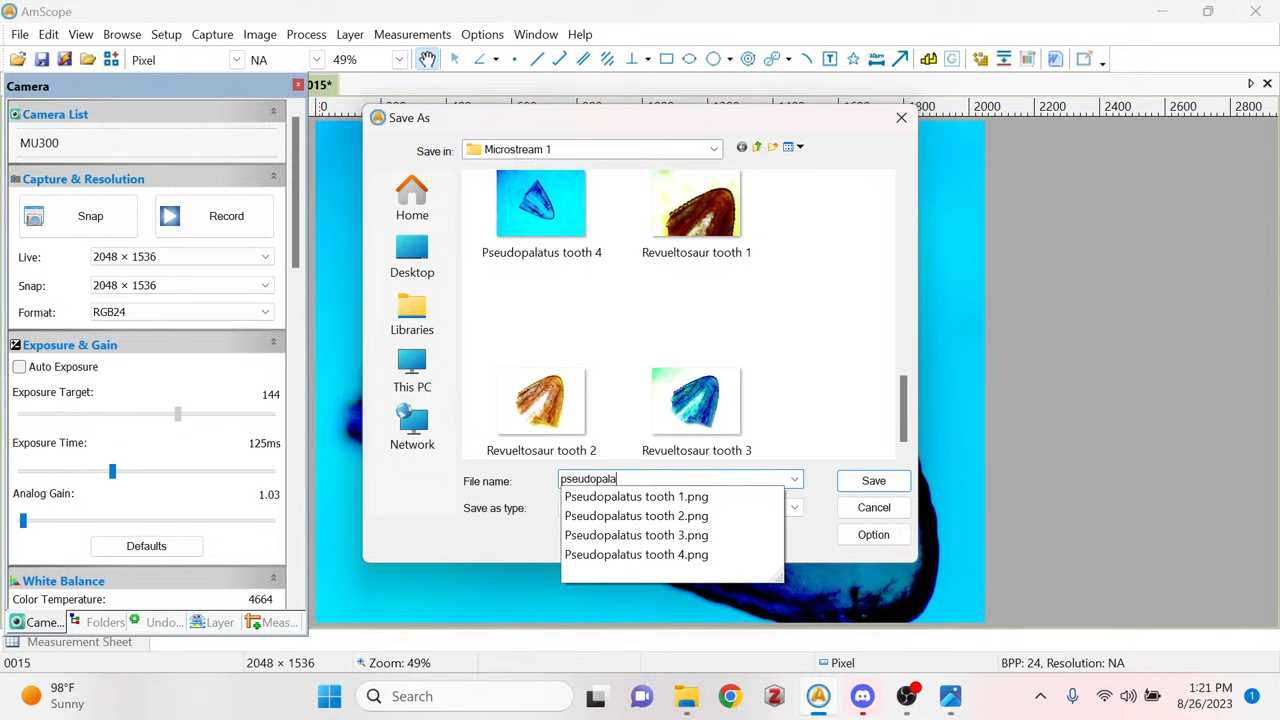 AmScope
File Edit View Browse Setup Capture Image Process Layer Measurements Options Window Help
Pixel NA 49%
Camera
015*
Camera List
MU300
Capture & Resolution
Snap Record
Live: 2048 × 1536
Snap: 2048 × 1536
Format: RGB24
Exposure & Gain
Auto Exposure
Exposure Target: 144
Exposure Time: 125ms
Analog Gain: 1.03
Defaults
White Balance
Color Temperature: 4664
Came... Folders Undo... Layer Meas...
Measurement Sheet
2000 2200 2400 2600 2800
Save As
Save in: Microstream 1
Home
Desktop
Libraries
This PC
Network
Pseudopalatus tooth 4 Revueltosaur tooth 1
Revueltosaur tooth 2 Revueltosaur tooth 3
File name: pseudopala Save
Pseudopalatus tooth 1.png
Save as type: Cancel
Pseudopalatus tooth 2.png
Pseudopalatus tooth 3.png Option
Pseudopalatus tooth 4.png
0015 2048 × 1536 Zoom: 49% Pixel BPP: 24, Resolution: NA
98°F
Sunny
Search
1:21 PM
8/26/2023
1